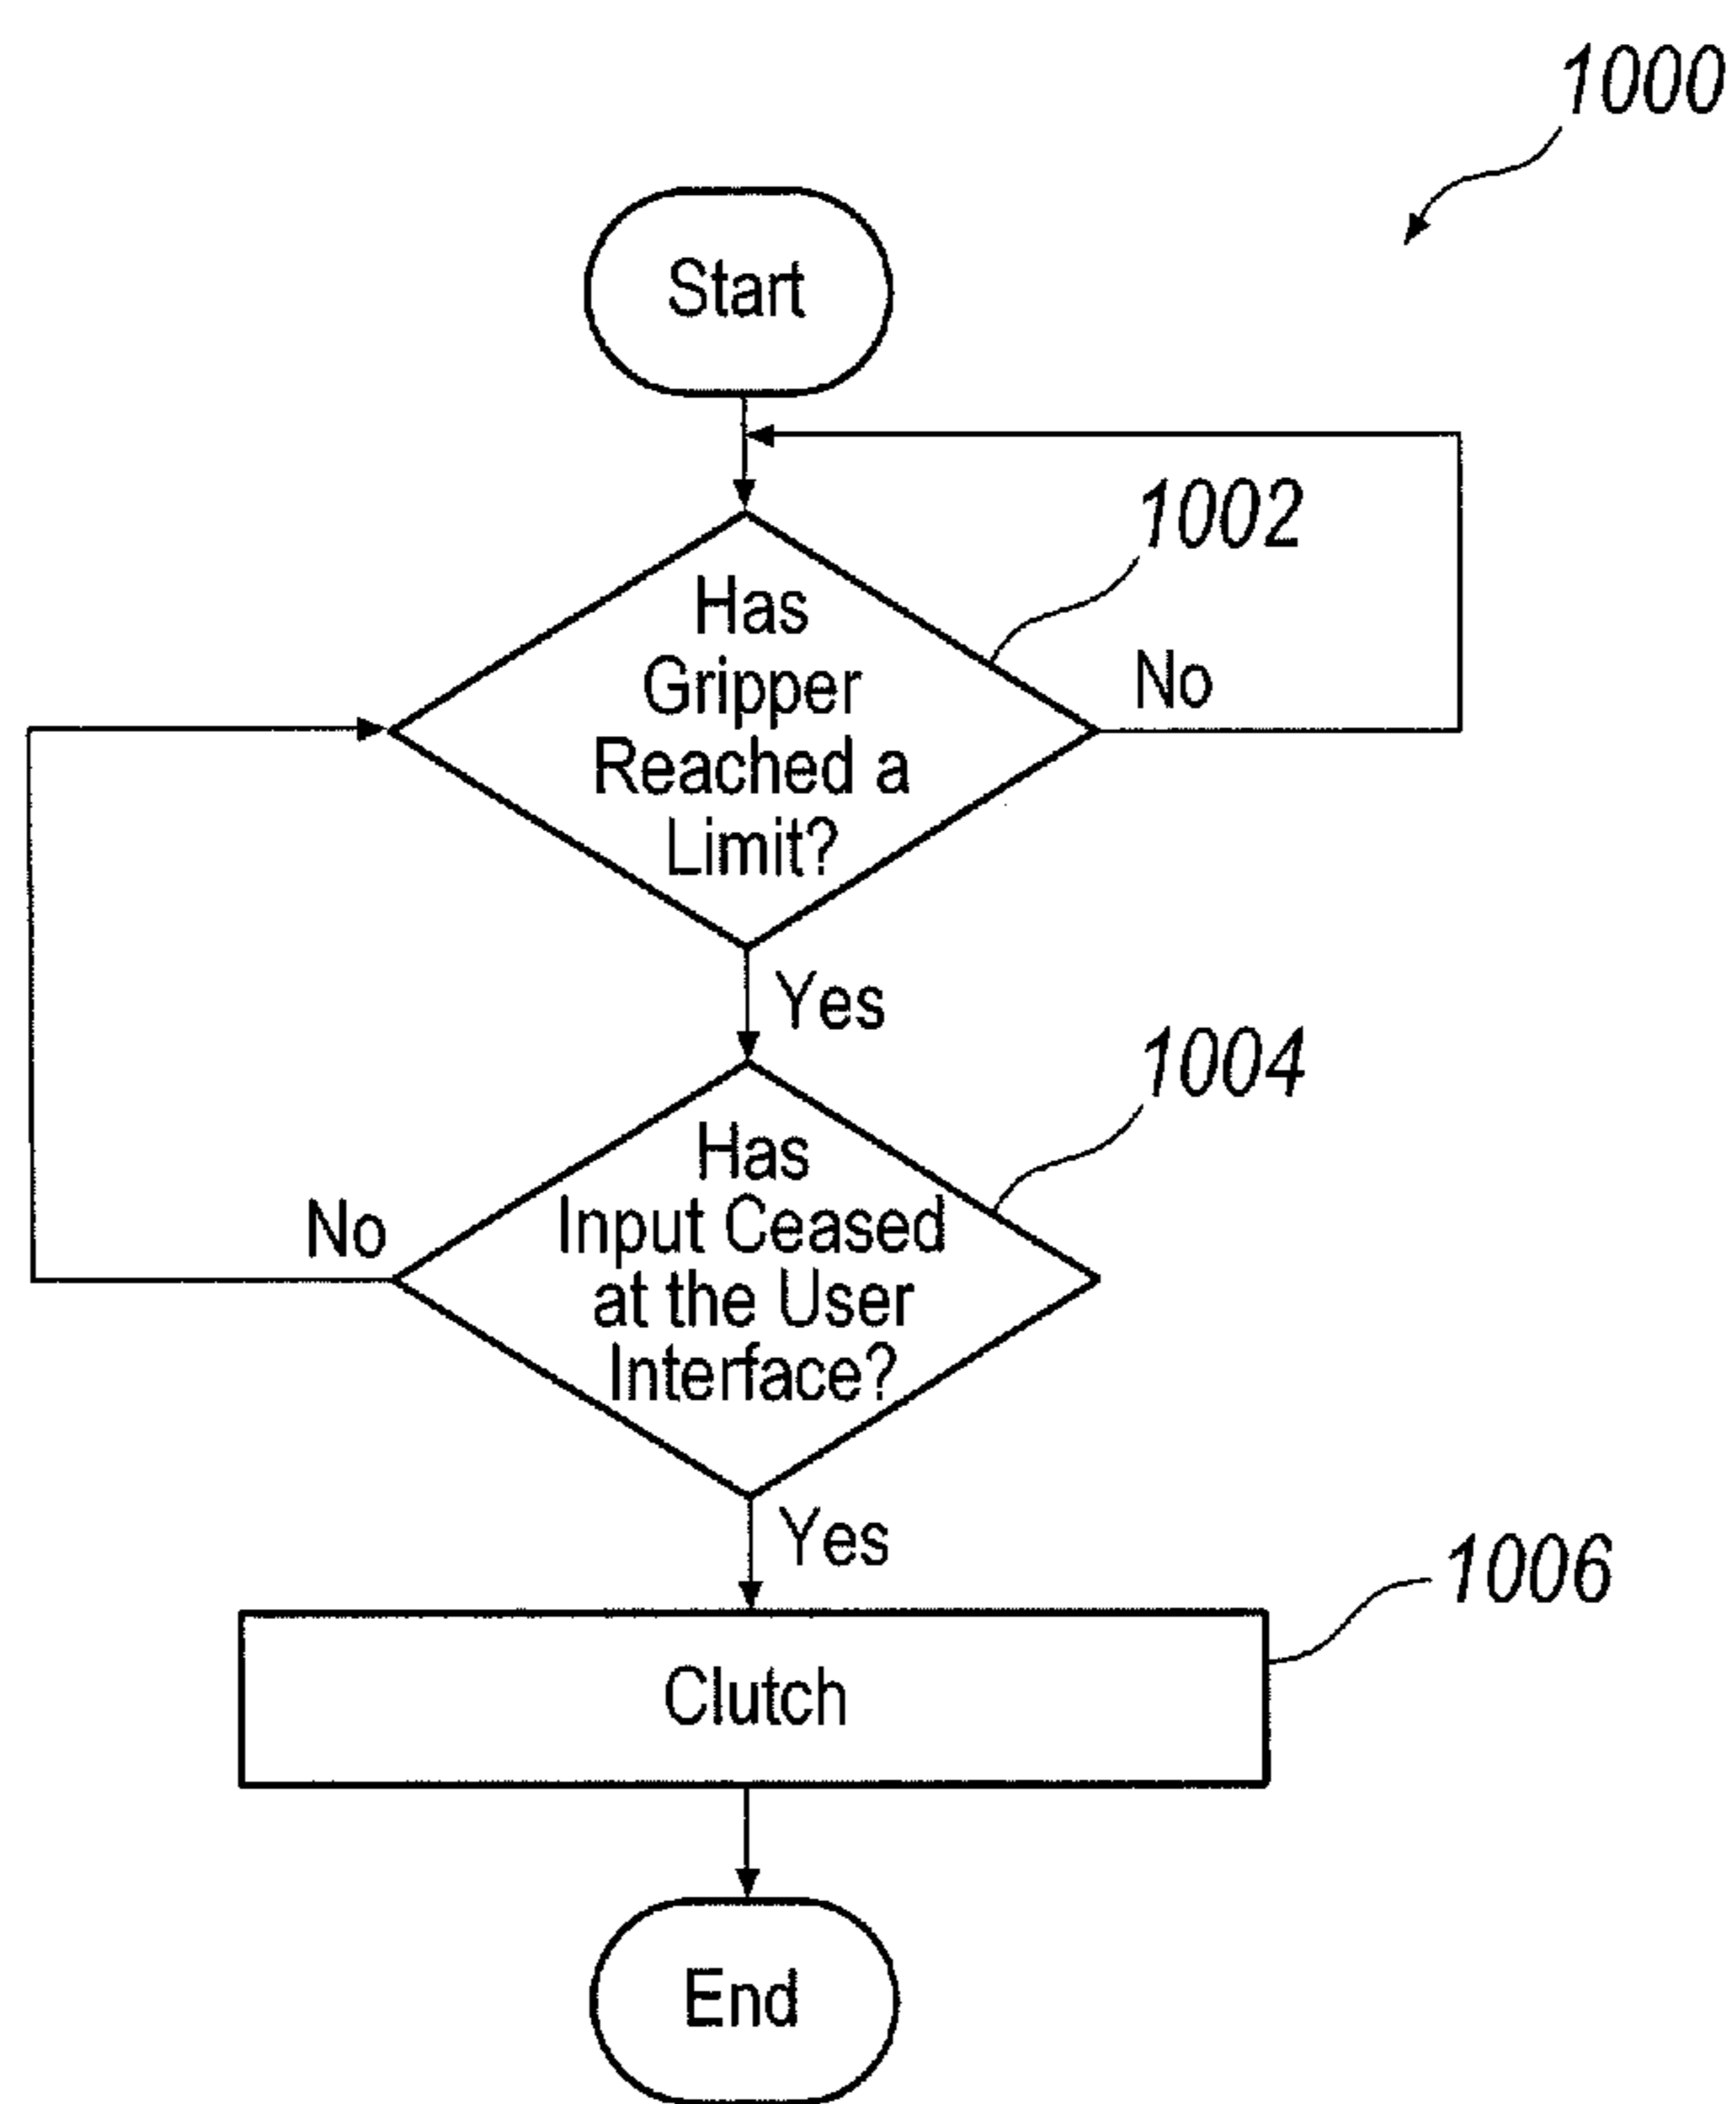 1000
Start
1002
Has
Gripper
Reached a
Limit?
No
Yes
1004
Has
Input Ceased
at the User
Interface?
No
Yes
1006
Clutch
End